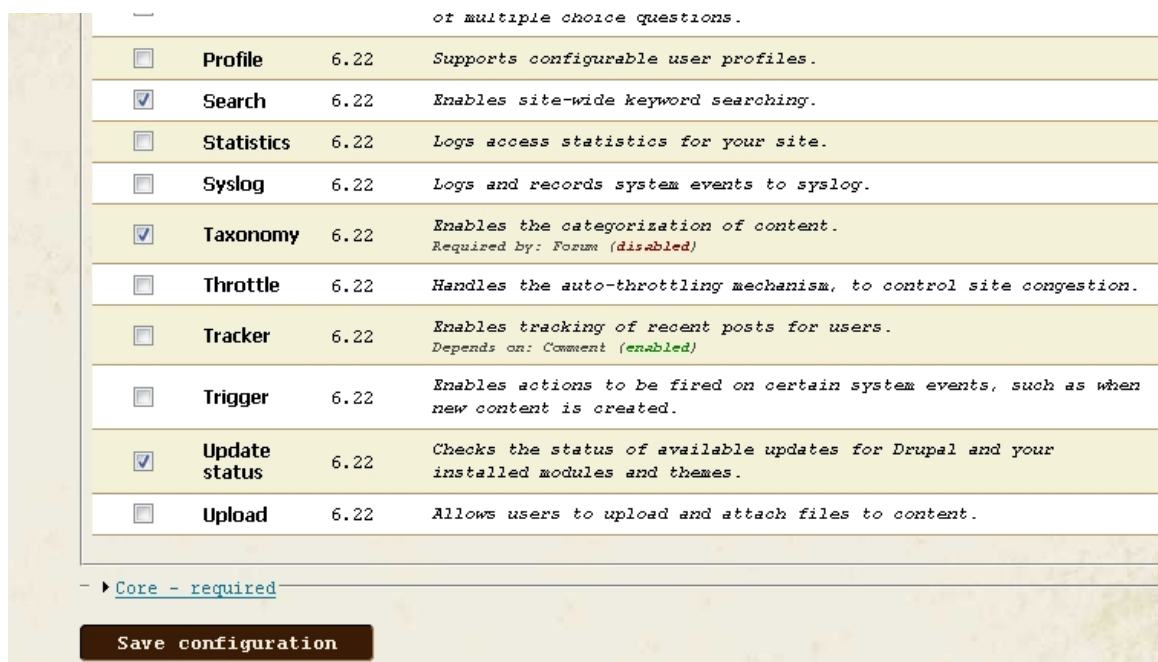 of multiple choice questions.
Profile 6.22 Supports configurable user profiles.
Search 6.22 Enables site-wide keyword searching.
Statistics 6.22 Logs access statistics for your site.
Syslog 6.22 Logs and records system events to syslog.
Taxonomy 6.22 Enables the categorization of content.
Required by: Forum (disabled)
Throttle 6.22 Handles the auto-throttling mechanism, to control site congestion.
Tracker 6.22 Enables tracking of recent posts for users.
Depends on: Comment (enabled)
Trigger 6.22 Enables actions to be fired on certain system events, such as when
new content is created.
Update status 6.22 Checks the status of available updates for Drupal and your
installed modules and themes.
Upload 6.22 Allows users to upload and attach files to content.
Core - required
Save configuration